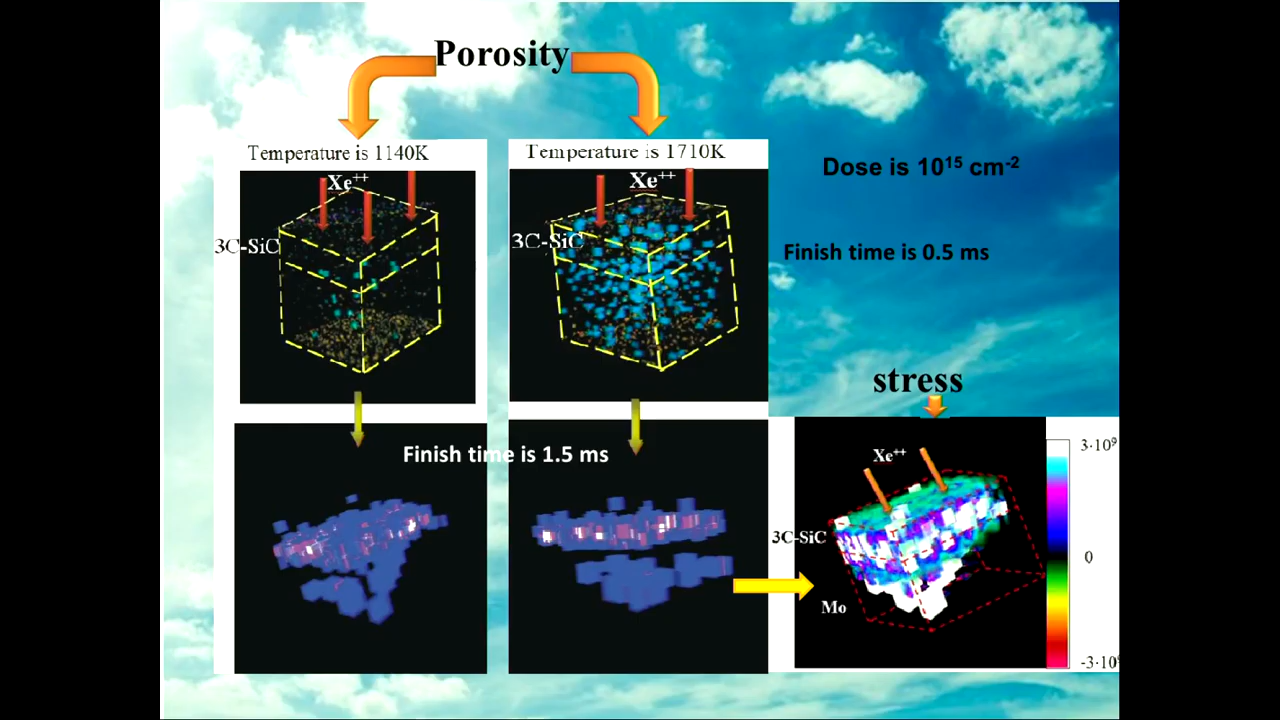 Porosity
Temperature is 1140K
Temperature is 1710K
Xe⁺⁺
Xe⁺⁺
3C-SiC
3C-SiC
Dose is 10¹⁵ cm⁻²
Finish time is 0.5 ms
stress
Finish time is 1.5 ms
Xe⁺⁺
3C-SiC
Mo
3·10⁹
0
-3·10⁹